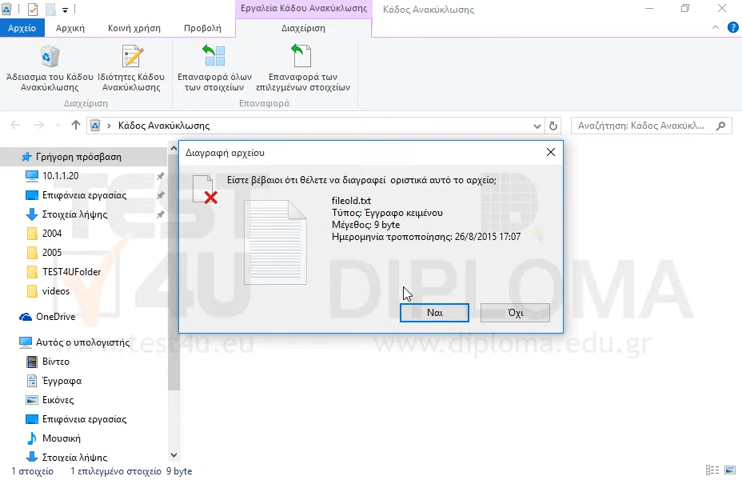 Εργαλεία Κάδου Ανακύκλωσης
Κάδος Ανακύκλωσης
Αρχείο
Αρχική
Κοινή χρήση
Προβολή
Διαχείριση
Άδειασμα του Κάδου Ανακύκλωσης
Ιδιότητες Κάδου Ανακύκλωσης
Επαναφορά όλων των στοιχείων
Επαναφορά των επιλεγμένων στοιχείων
Διαχείριση
Επαναφορά
Κάδος Ανακύκλωσης
Αναζήτηση: Κάδος Ανακύκλ...
Γρήγορη πρόσβαση
10.1.1.20
Επιφάνεια εργασίας
Στοιχεία λήψης
2004
2005
TEST4UFolder
videos
OneDrive
Αυτός ο υπολογιστής
Βίντεο
Έγγραφα
Εικόνες
Επιφάνεια εργασίας
Μουσική
Στοιχεία λήψης
Διαγραφή αρχείου
Είστε βέβαιοι ότι θέλετε να διαγραφεί οριστικά αυτό το αρχείο;
fileold.txt
Τύπος: Έγγραφο κειμένου
Μέγεθος: 9 byte
Ημερομηνία τροποποίησης: 26/8/2015 17:07
Ναι
Όχι
TEST
4U
DIPLOMA
www.test4u.eu
www.diploma.edu.gr
1 στοιχείο
1 επιλεγμένο στοιχείο 9 byte